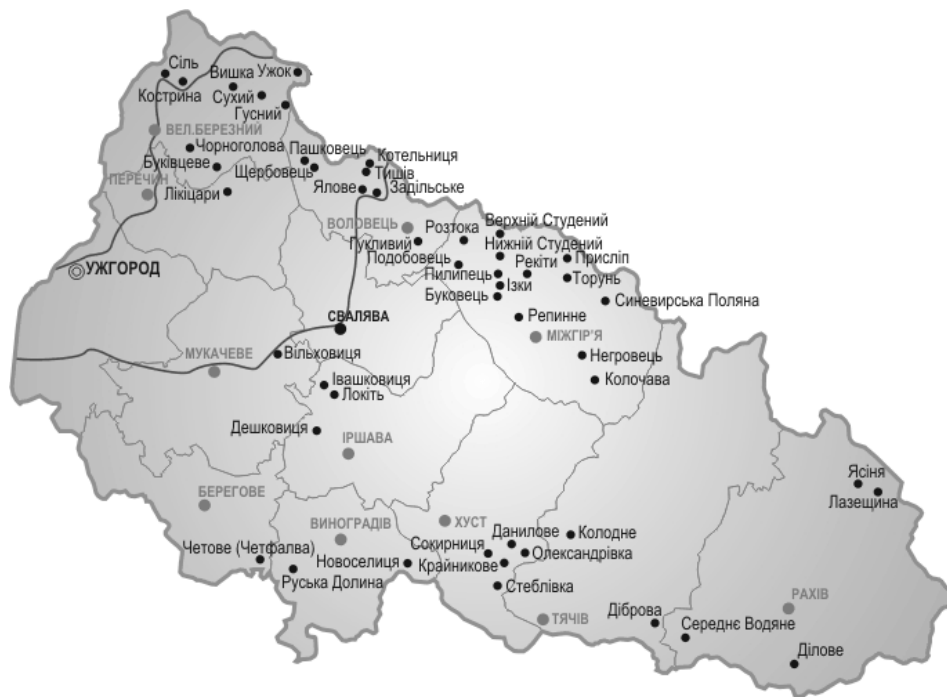 Сіль
Вишка
Ужок
Кострина
Сухий
Гусний
ВЕЛ.БЕРЕЗНИЙ
Чорноголова
Пашковець
Котельниця
Буківцеве
Щербовець
Тишів
ПЕРЕЧИН
Лікіцари
Ялове
Задільське
ВОЛОВЕЦЬ
Розтока
Верхній Студений
Гукливий
Нижній Студений
Подобовець
Рекіти
Присліп
УЖГОРОД
Пилипець
Торунь
Ізки
Буковець
Синевирська Поляна
СВАЛЯВА
Репинне
МІЖГІР'Я
МУКАЧЕВЕ
Вільховиця
Негровець
Івашковиця
Колочава
Локіть
Дешковиця
ІРШАВА
Ясіня
БЕРЕГОВЕ
Лазещина
ВИНОГРАДІВ
ХУСТ
Данилове
Колодне
Четове (Четфалва)
Сокирниця
Олександрівка
Новоселиця
Крайникове
Руська Долина
Стеблівка
РАХІВ
ТЯЧІВ
Діброва
Середнє Водяне
Ділове